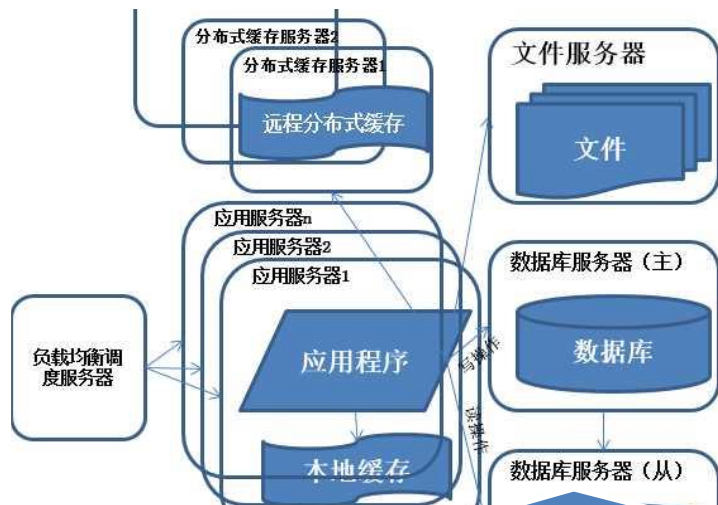 分布式缓存服务器2
分布式缓存服务器1
远程分布式缓存
文件服务器
文件
应用服务器n
应用服务器2
应用服务器1
应用程序
本地缓存
负载均衡调
度服务器
数据库服务器（主）
数据库
写操作
读操作
数据库服务器（从）